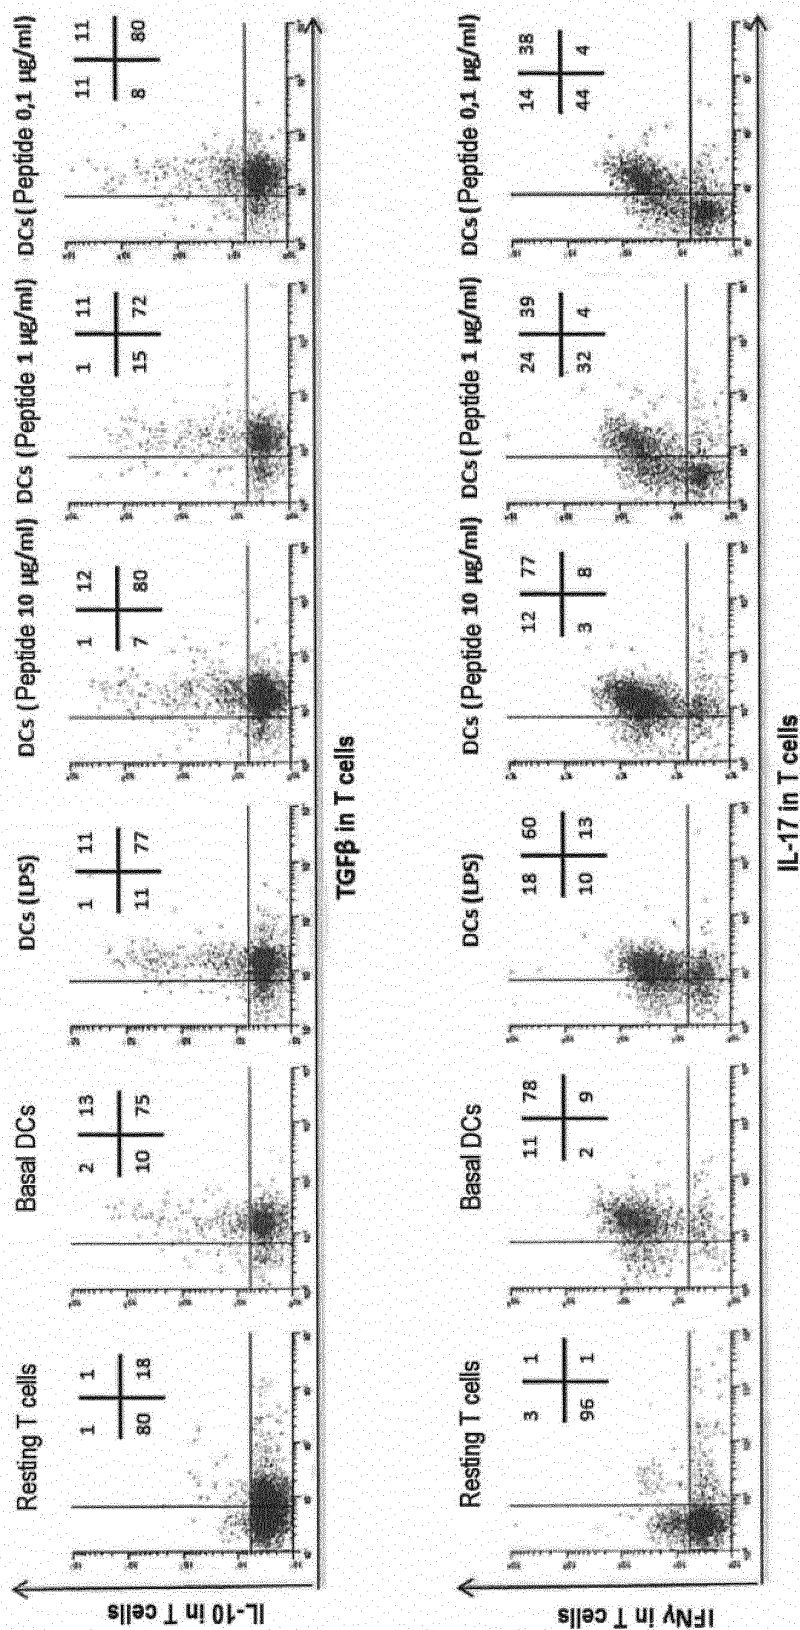 Resting T cells
Basal DCs
DCs (LPS)
DCs (Peptide 10 µg/ml)
DCs (Peptide 1 µg/ml)
DCs (Peptide 0,1 µg/ml)
IL-10 in T cells
1 1
80 18
2 13
10 75
1 11
11 77
1 12
7 80
1 11
15 72
11 11
8 80
TGFβ in T cells
Resting T cells
Basal DCs
DCs (LPS)
DCs (Peptide 10 µg/ml)
DCs (Peptide 1 µg/ml)
DCs (Peptide 0,1 µg/ml)
IFNγ in T cells
3 1
96 1
11 78
2 9
18 60
10 13
12 77
3 8
24 39
32 4
14 38
44 4
IL-17 in T cells